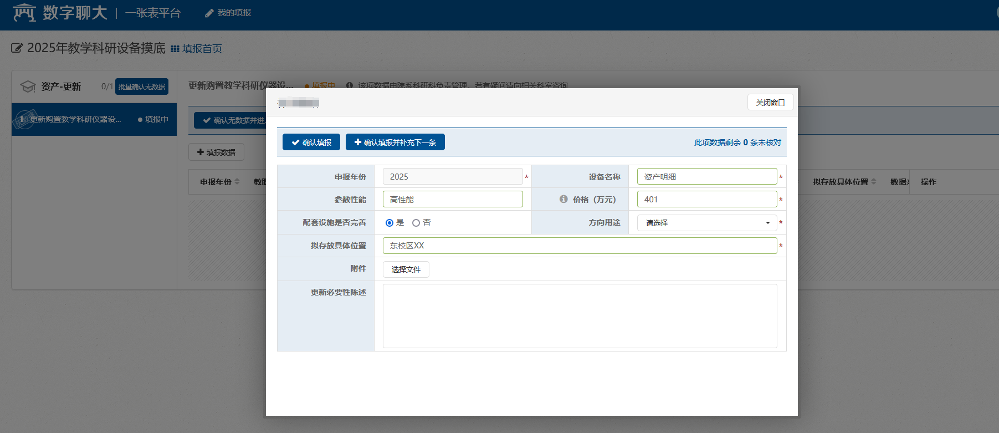 数字聊大 一张表平台 我的填报
2025年教学科研设备摸底 填报首页
资产-更新 0/1 批量确认无数据
1 更新购置教学科研仪器设... 填报中
更新购置教学科研仪器设... 填报中 该项数据由院系科研科负责管理，若有疑问请向相关科室咨询
确认无数据并进
填报数据
申报年份 教 拟存放具体位置 数据 操作
关闭窗口
确认填报 确认填报并补充下一条 此项数据剩余 0 条未核对
申报年份 2025 * 设备名称 资产明细 *
参数性能 高性能 价格（万元） 401 *
配套设施是否完善 是 否 方向用途 请选择 *
拟存放具体位置 东校区XX *
附件 选择文件
更新必要性陈述